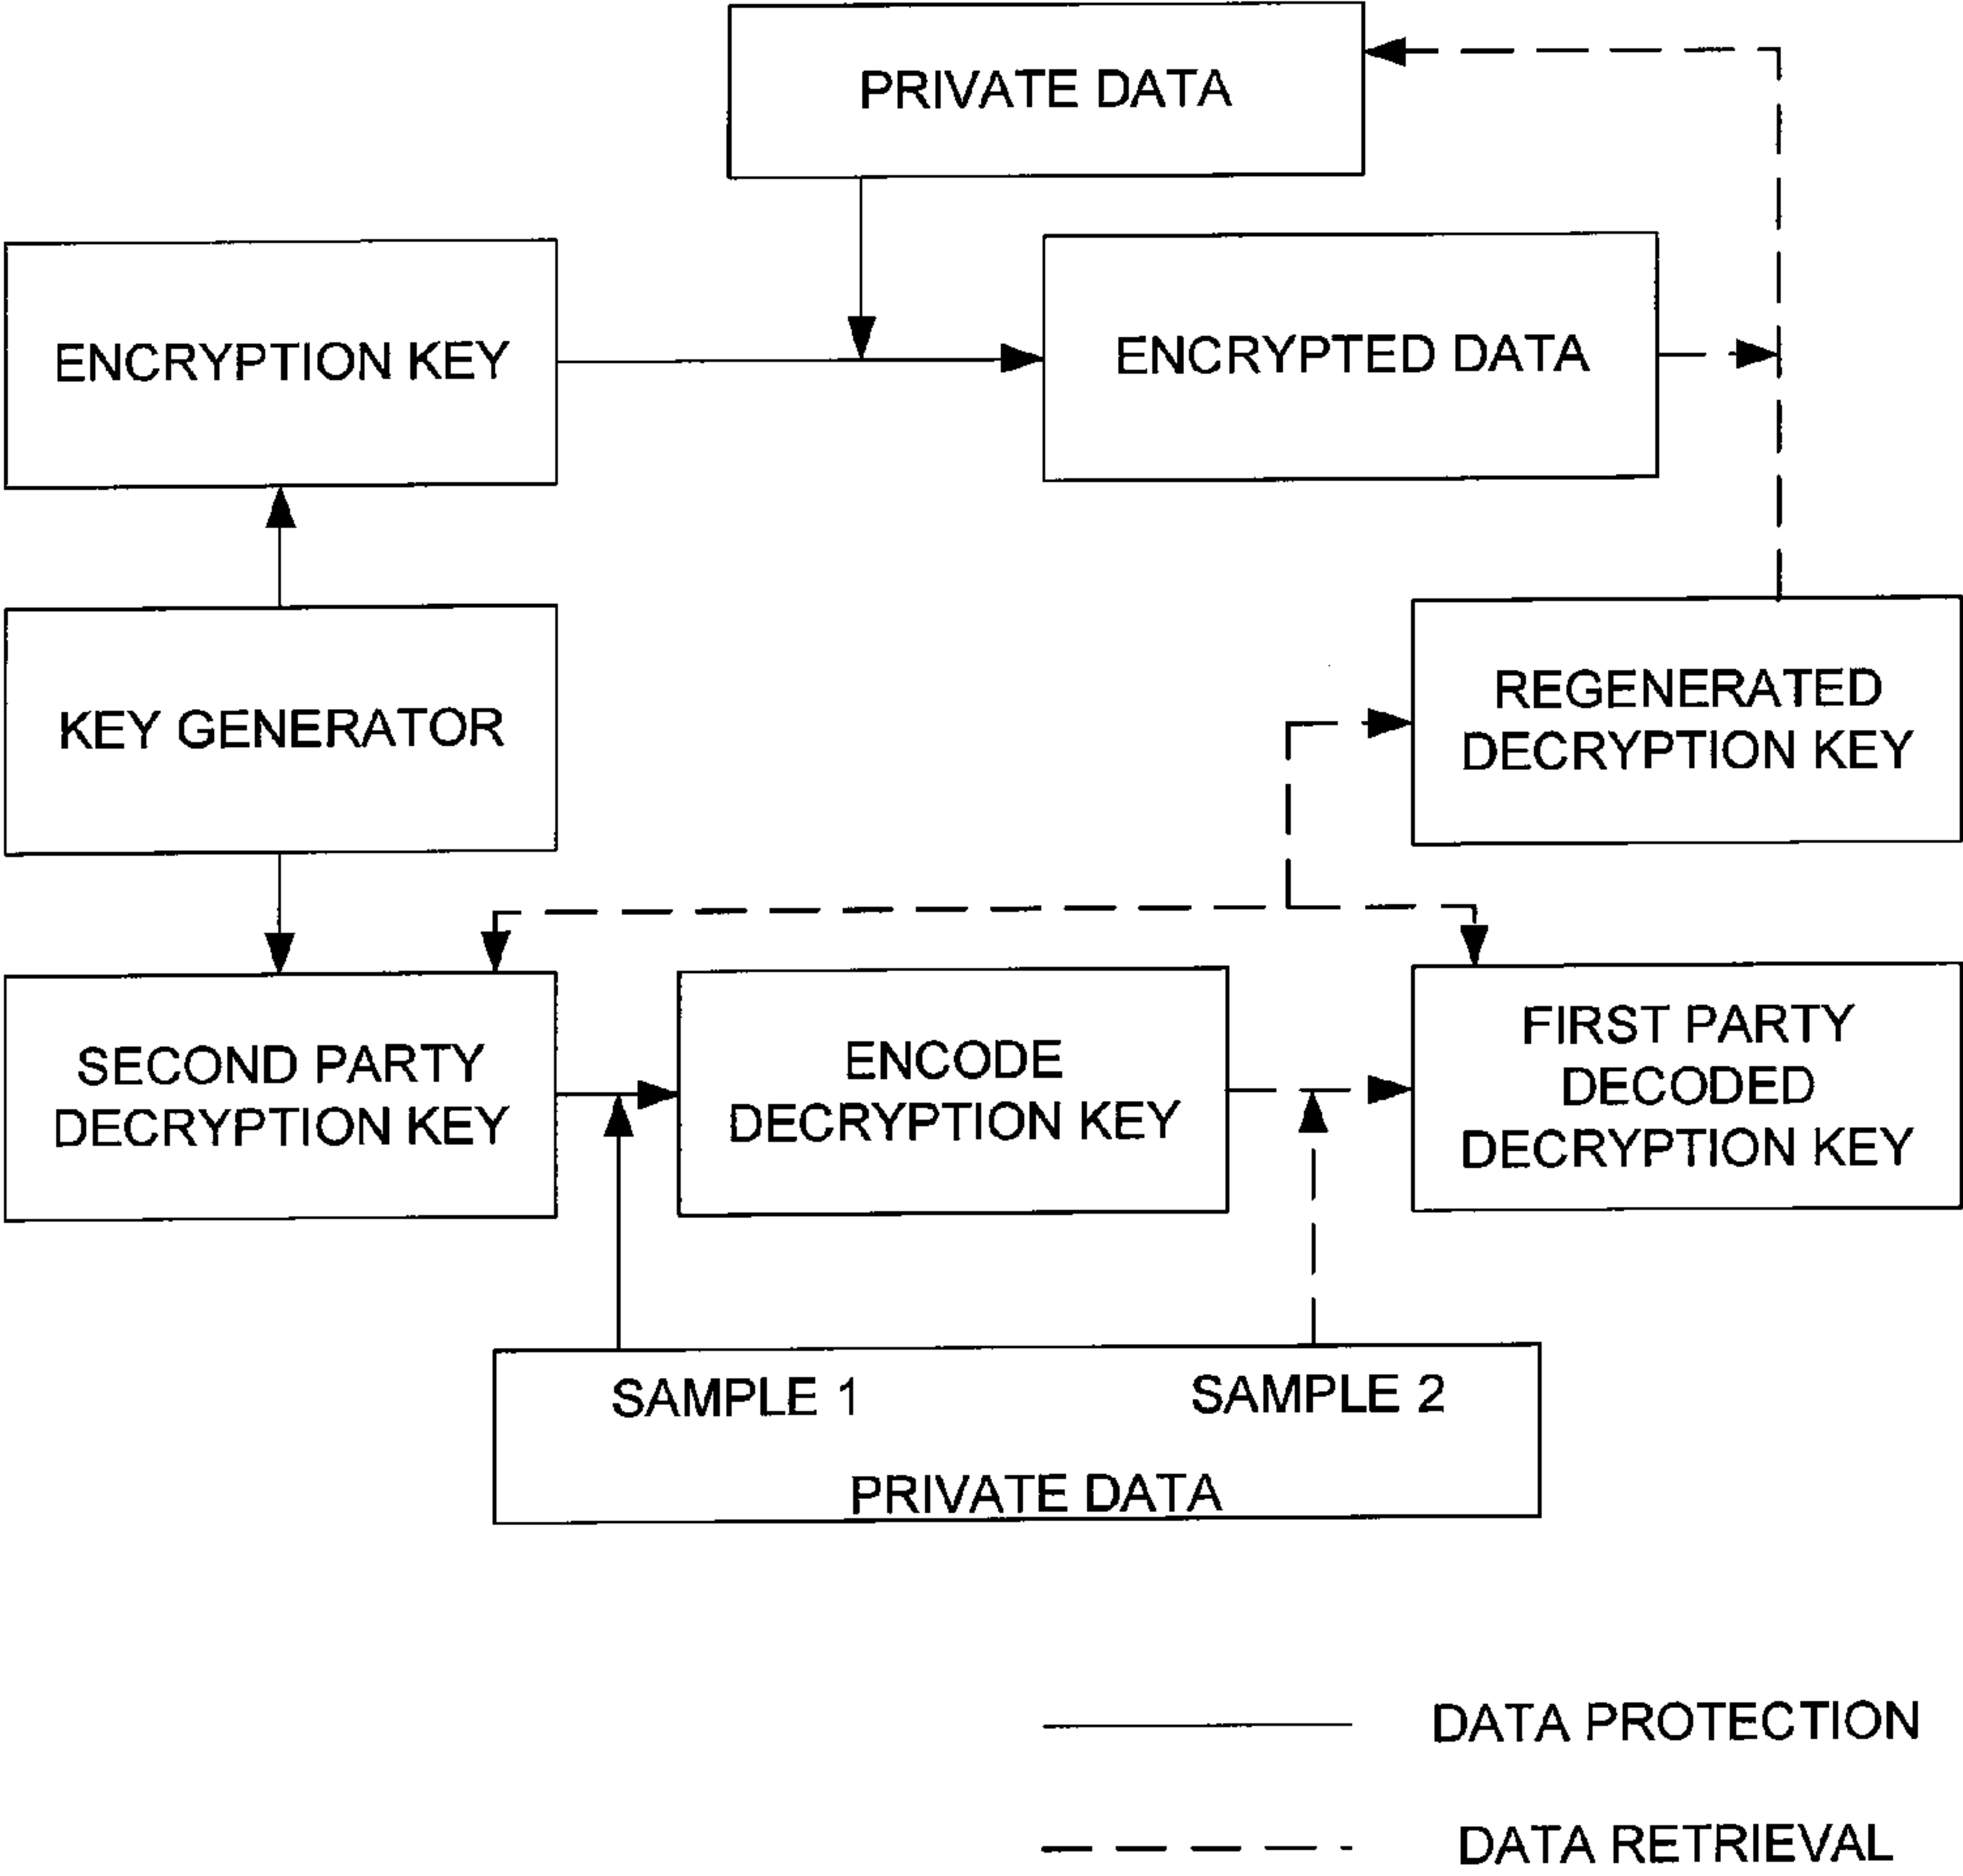 PRIVATE DATA
ENCRYPTION KEY
ENCRYPTED DATA
KEY GENERATOR
REGENERATED
DECRYPTION KEY
SECOND PARTY
DECRYPTION KEY
ENCODE
DECRYPTION KEY
FIRST PARTY
DECODED
DECRYPTION KEY
SAMPLE 1
SAMPLE 2
PRIVATE DATA
DATA PROTECTION
DATA RETRIEVAL